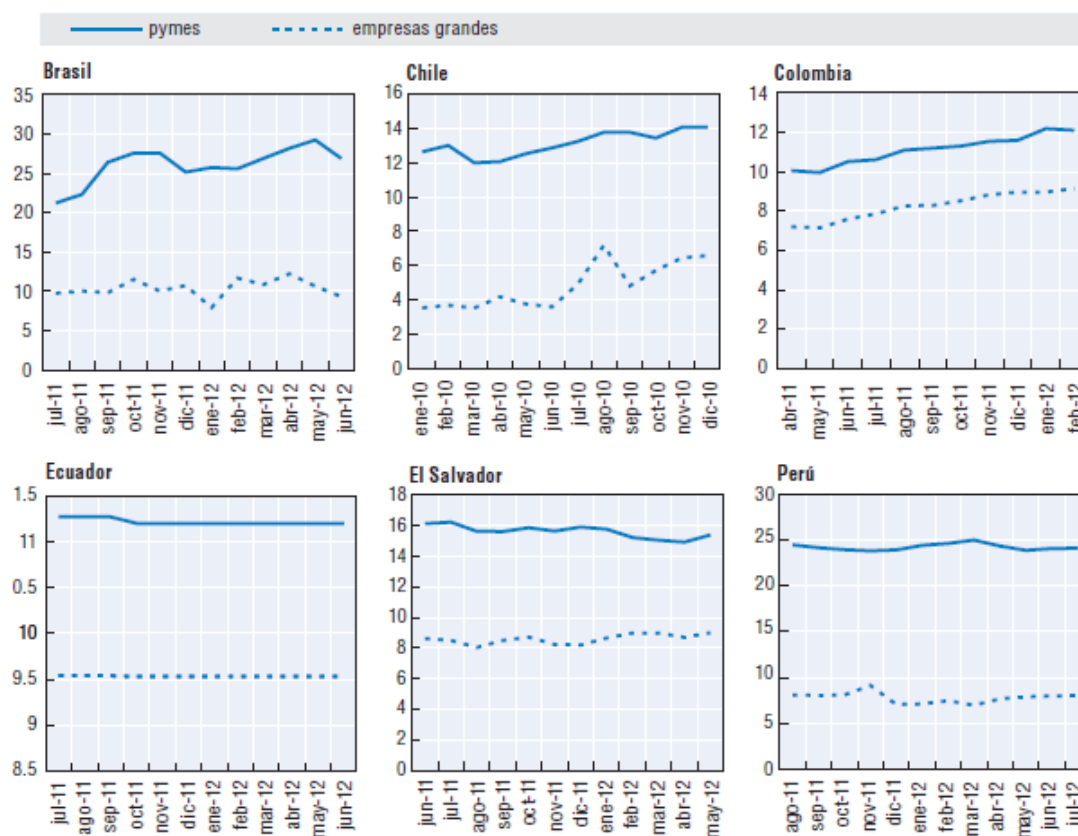 pymes empresas grandes
Brasil
35
30
25
20
15
10
5
0
jul-11
ago-11
sep-11
oct-11
nov-11
dic-11
ene-12
feb-12
mar-12
abr-12
may-12
jun-12
Chile
16
14
12
10
8
6
4
2
0
ene-10
feb-10
mar-10
abr-10
may-10
jun-10
jul-10
ago-10
sep-10
oct-10
nov-10
dic-10
Colombia
14
12
10
8
6
4
2
0
abr-11
may-11
jun-11
jul-11
ago-11
sep-11
oct-11
nov-11
dic-11
ene-12
feb-12
Ecuador
1.5
11
0.5
10
9.5
9
8.5
jul-11
ago-11
sep-11
oct-11
nov-11
dic-11
ene-12
feb-12
mar-12
abr-12
may-12
jun-12
El Salvador
18
16
14
12
10
8
6
4
2
0
jun-11
jul-11
ago-11
sep-11
oct-11
nov-11
dic-11
ene-12
feb-12
mar-12
abr-12
may-12
Perú
30
25
20
15
10
5
0
ago-11
sep-11
oct-11
nov-11
dic-11
ene-12
feb-12
mar-12
abr-12
may-12
jun-12
jul-12